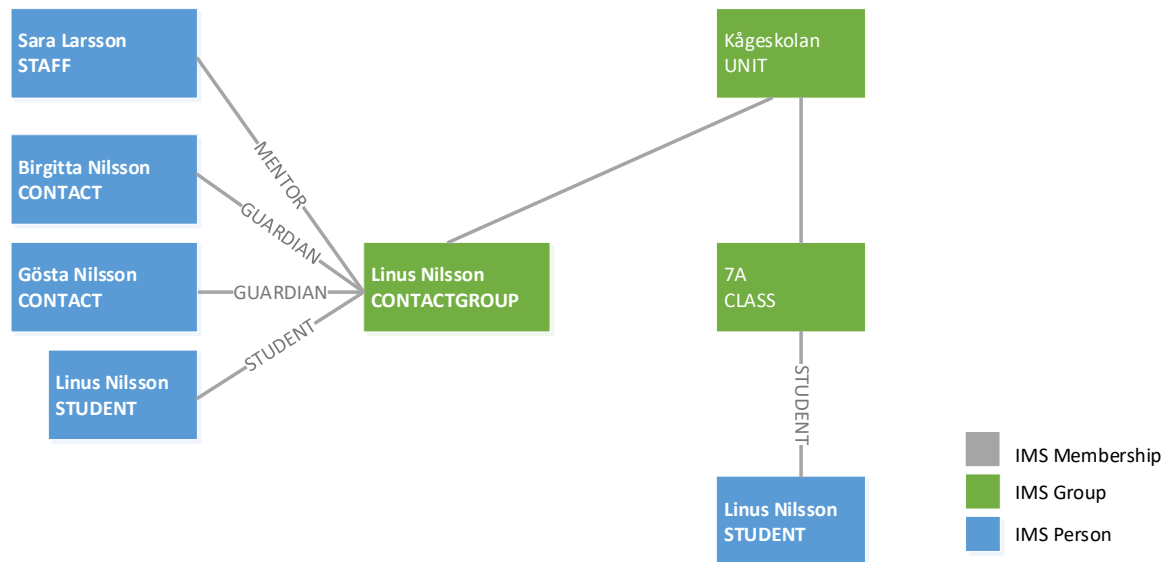 Sara Larsson
STAFF
Kågeskolan
UNIT
MENTOR
Birgitta Nilsson
CONTACT
GUARDIAN
Gösta Nilsson
CONTACT
GUARDIAN
Linus Nilsson
CONTACTGROUP
7A
CLASS
STUDENT
Linus Nilsson
STUDENT
STUDENT
Linus Nilsson
STUDENT
IMS Membership
IMS Group
IMS Person